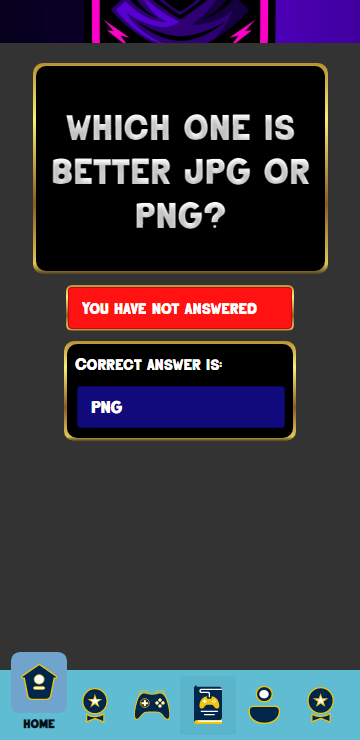 WHICH ONE IS
BETTER JPG OR
PNG?
YOU HAVE NOT ANSWERED
CORRECT ANSWER IS:
PNG
HOME